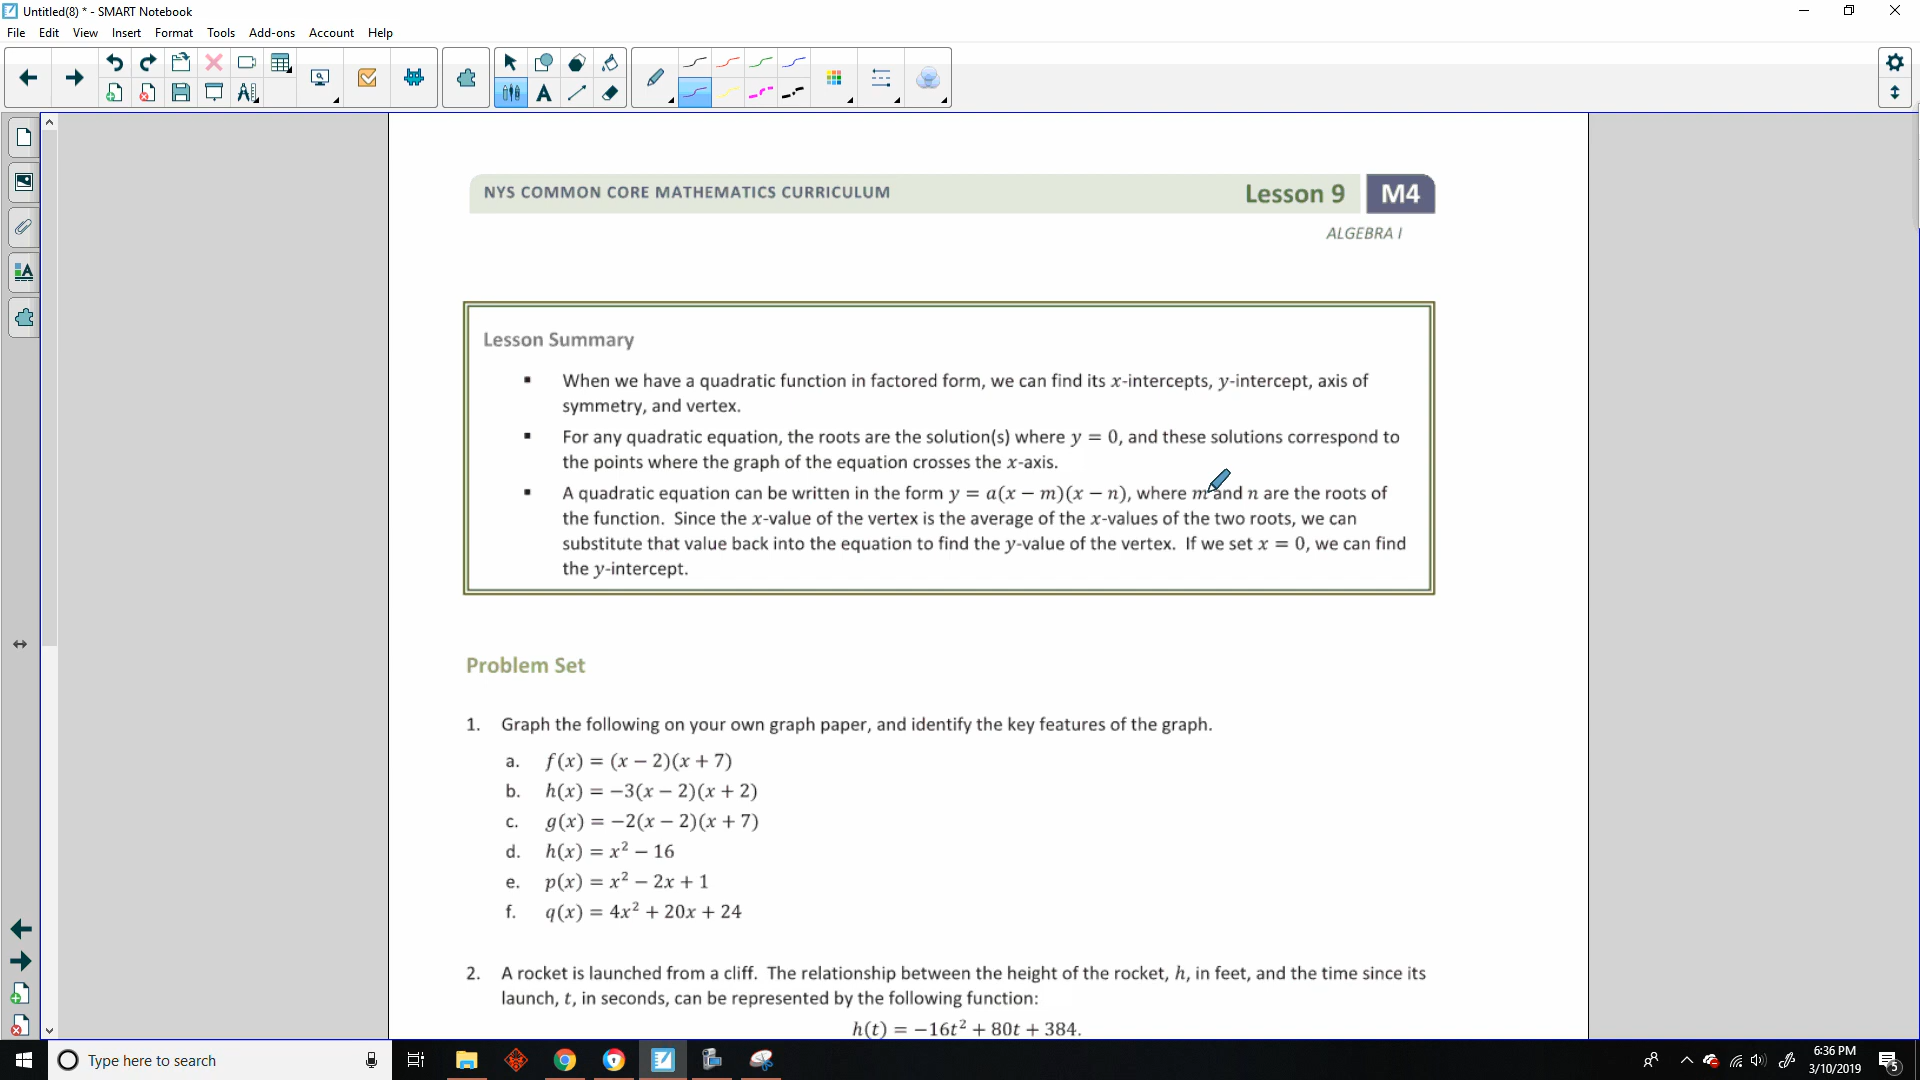 Untitled(8) * - SMART Notebook
File Edit View Insert Format Tools Add-ons Account Help
NYS COMMON CORE MATHEMATICS CURRICULUM Lesson 9 M4
ALGEBRA I
Lesson Summary
▪ When we have a quadratic function in factored form, we can find its x-intercepts, y-intercept, axis of
symmetry, and vertex.
▪ For any quadratic equation, the roots are the solution(s) where y = 0, and these solutions correspond to
the points where the graph of the equation crosses the x-axis.
▪ A quadratic equation can be written in the form y = a(x − m)(x − n), where m and n are the roots of
the function. Since the x-value of the vertex is the average of the x-values of the two roots, we can
substitute that value back into the equation to find the y-value of the vertex. If we set x = 0, we can find
the y-intercept.
Problem Set
1. Graph the following on your own graph paper, and identify the key features of the graph.
a. f(x) = (x − 2)(x + 7)
b. h(x) = −3(x − 2)(x + 2)
c. g(x) = −2(x − 2)(x + 7)
d. h(x) = x² − 16
e. p(x) = x² − 2x + 1
f. q(x) = 4x² + 20x + 24
2. A rocket is launched from a cliff. The relationship between the height of the rocket, h, in feet, and the time since its
launch, t, in seconds, can be represented by the following function:
h(t) = −16t² + 80t + 384.
Type here to search
6:36 PM
3/10/2019
5